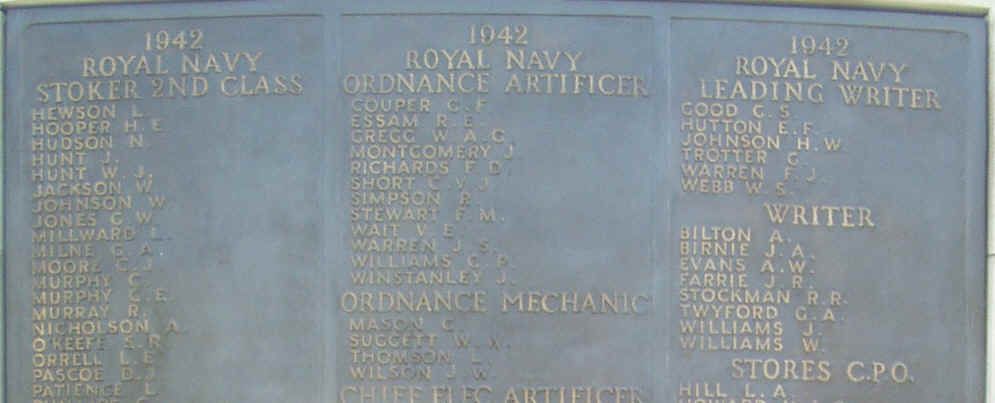 1942
ROYAL NAVY
STOKER 2ND CLASS
HEWSON L.
HOOPER H.E.
HUDSON N.
HUNT J.
HUNT W.J.
JACKSON W.
JOHNSON W.
JONES G.W.
MILLWARD L.
MILNE G.A.
MOORE G.J.
MURPHY C.
MURPHY C.E.
MURRAY R.
NICHOLSON A.
O'KEEFE
ORRELL L.E.
PASCOE D.J.
PATIENCE L.
1942
ROYAL NAVY
ORDNANCE ARTIFICER
COUPER G.F.
ESSAM R.E.
GREGG W.A.G.
MONTGOMERY J.
RICHARDS F.D.
SHORT C.V.J.
SIMPSON R.
STEWART F.M.
WAIT V.E.
WARREN J.S.
WILLIAMS
WINSTANLEY J.
ORDNANCE MECHANIC
MASON C.
SUGGETT
THOMSON L.
WILSON J.W.
CHIEF ELEC. ARTIFICER
1942
ROYAL NAVY
LEADING WRITER
GOOD G.S.
HUTTON E.F.
JOHNSON H.W.
TROTTER G.
WARREN F.J.
WEBB W.S.
WRITER
BILTON A.
BIRNIE J.A.
EVANS A.W.
FARRIE J.R.
STOCKMAN R.R.
TWYFORD G.A.
WILLIAMS J.
WILLIAMS W.
STORES C.P.O.
HILL L.A.
HOWARD